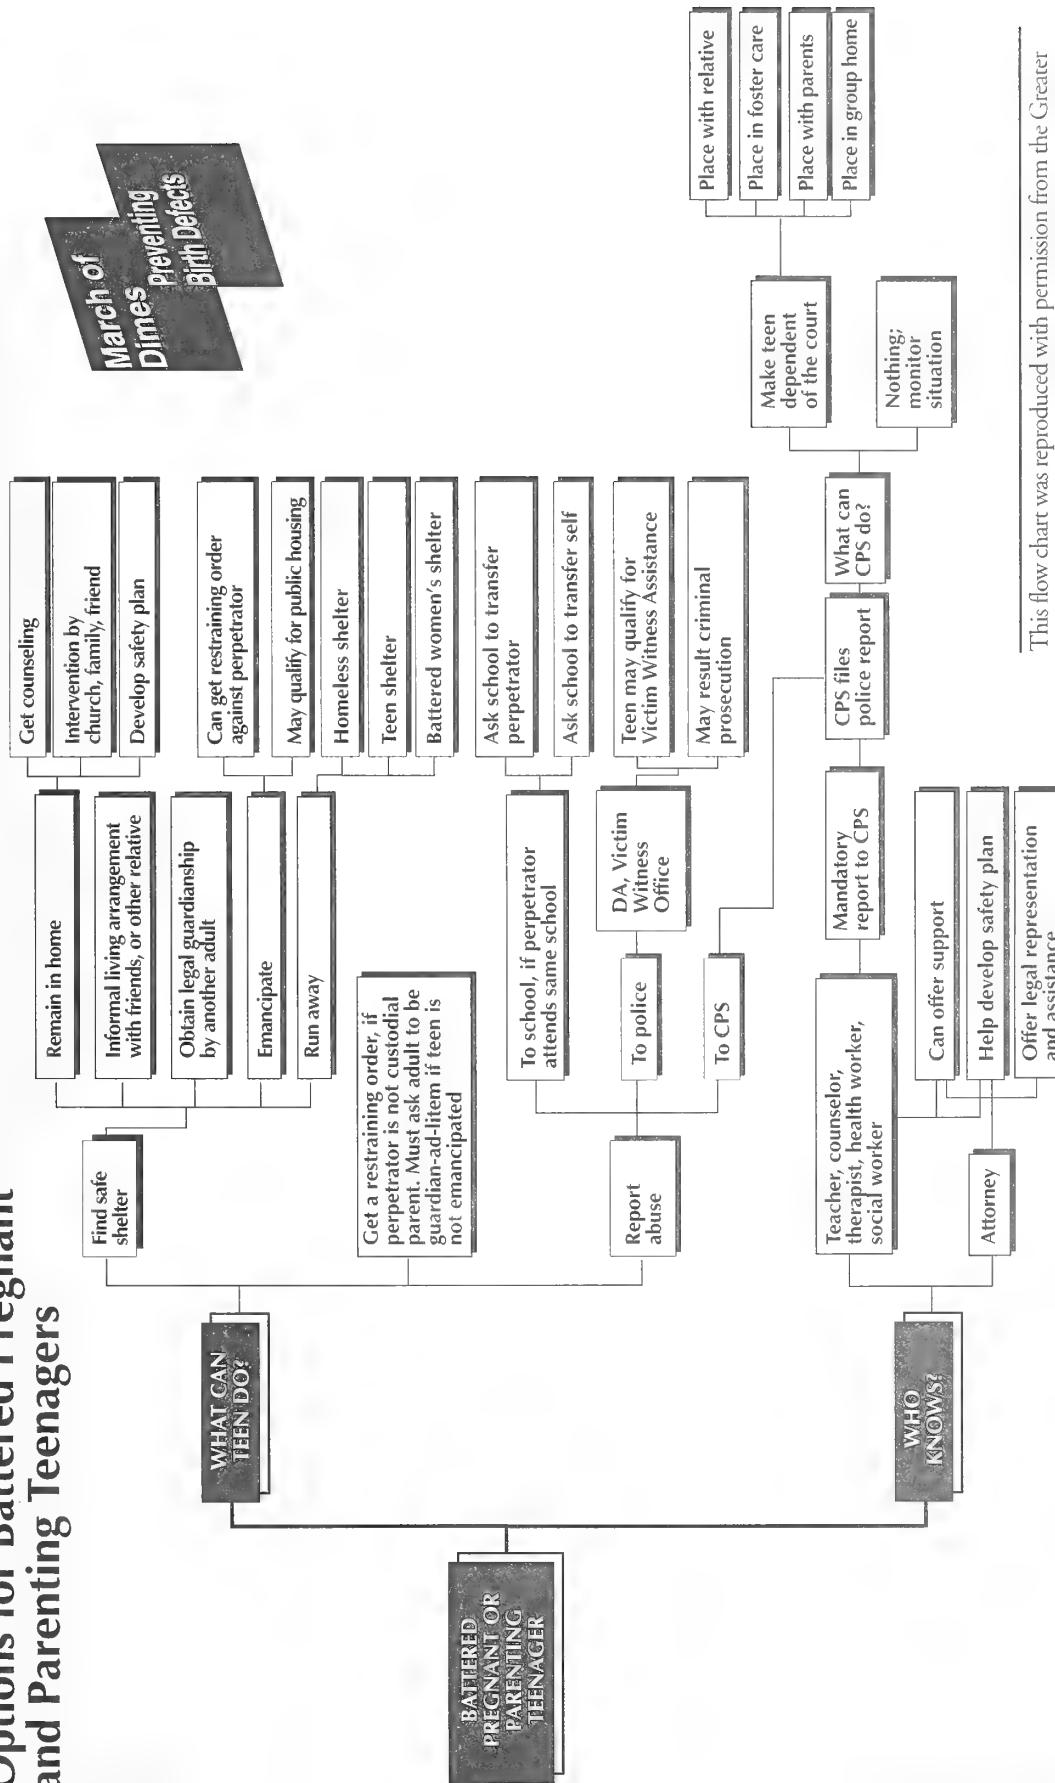 Options for Battered Pregnant
and Parenting Teenagers
March of
Dimes
Preventing
Birth Defects
BATTERED
PREGNANT OR
PARENTING
TEENAGER
WHAT CAN
TEEN DO?
Find safe
shelter
Remain in home
Get counseling
Intervention by
church, family, friend
Develop safety plan
Informal living arrangement
with friends, or other relative
Obtain legal guardianship
by another adult
Emancipate
Can get restraining order
against perpetrator
May qualify for public housing
Run away
Homeless shelter
Teen shelter
Battered women's shelter
Get a restraining order, if
perpetrator is not custodial
parent. Must ask adult to be
guardian-ad-litem if teen is
not emancipated
Report
abuse
To school, if perpetrator
attends same school
Ask school to transfer
perpetrator
Ask school to transfer self
To police
DA, Victim
Witness
Office
Teen may qualify for
Victim Witness Assistance
May result criminal
prosecution
To CPS
WHO
KNOWS?
Teacher, counselor,
therapist, health worker,
social worker
Mandatory
report to CPS
CPS files
police report
What can
CPS do?
Make teen
dependent
of the court
Place with relative
Place in foster care
Place with parents
Place in group home
Nothing;
monitor
situation
Attorney
Can offer support
Help develop safety plan
Offer legal representation
and assistance
This flow chart was reproduced with permission from the Greater